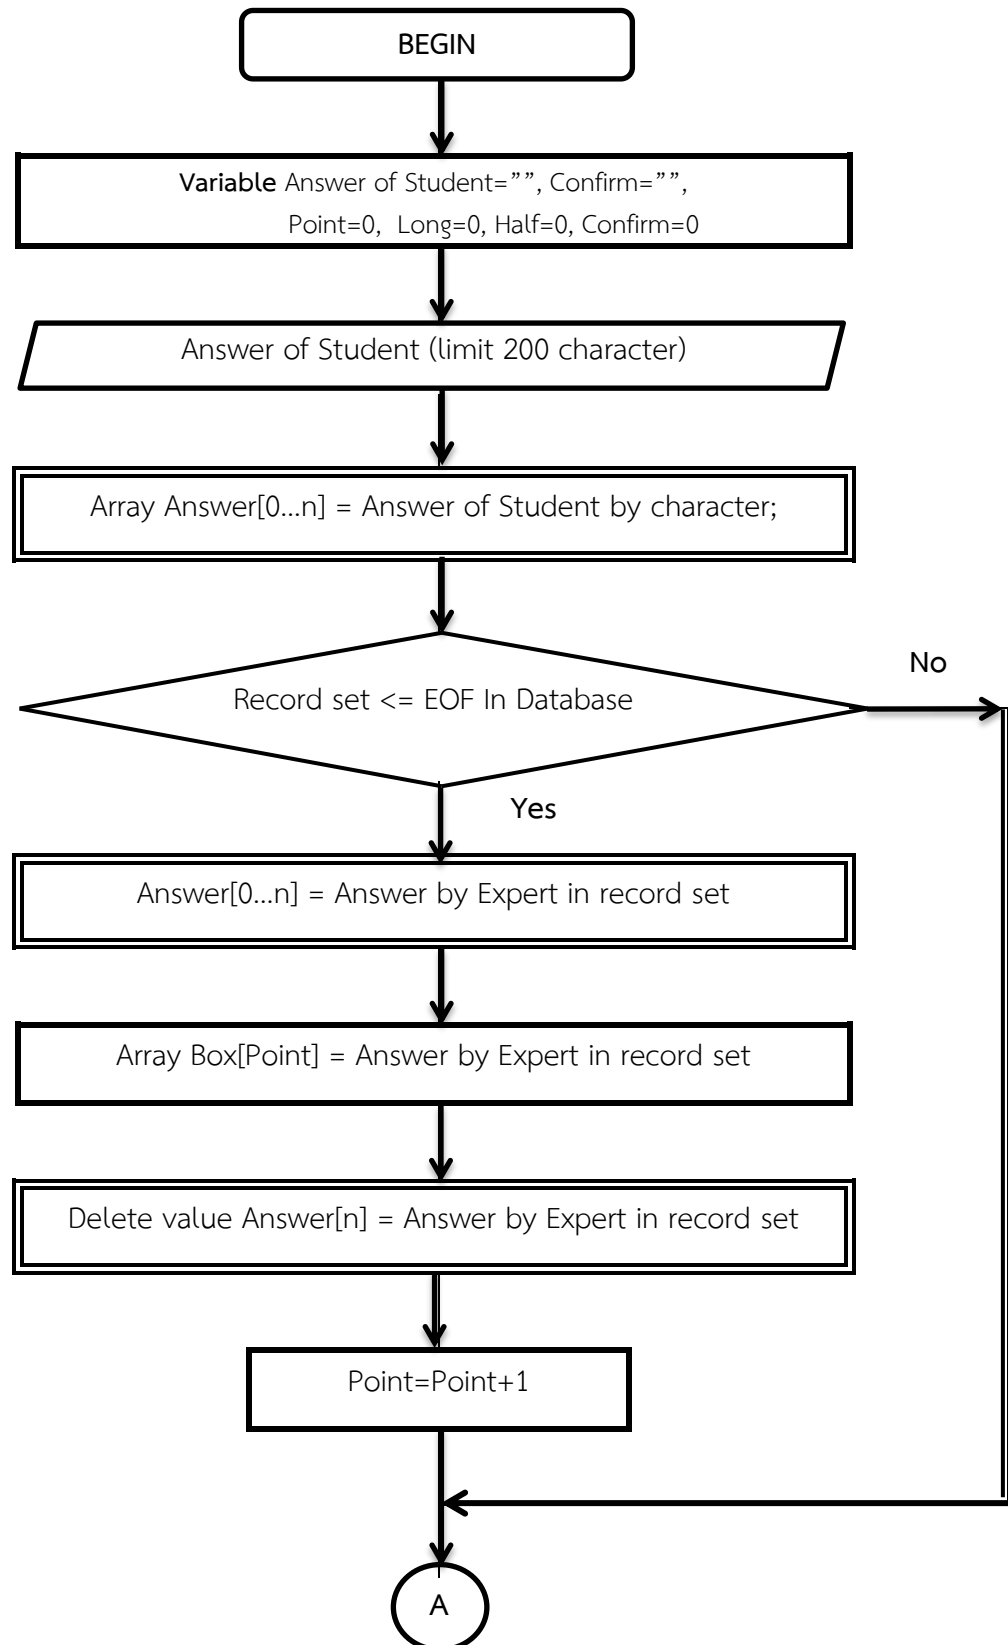 BEGIN
Variable Answer of Student=””, Confirm=””,
Point=0, Long=0, Half=0, Confirm=0
Answer of Student (limit 200 character)
Array Answer[0...n] = Answer of Student by character;
Record set <= EOF In Database
No
Yes
Answer[0...n] = Answer by Expert in record set
Array Box[Point] = Answer by Expert in record set
Delete value Answer[n] = Answer by Expert in record set
Point=Point+1
A